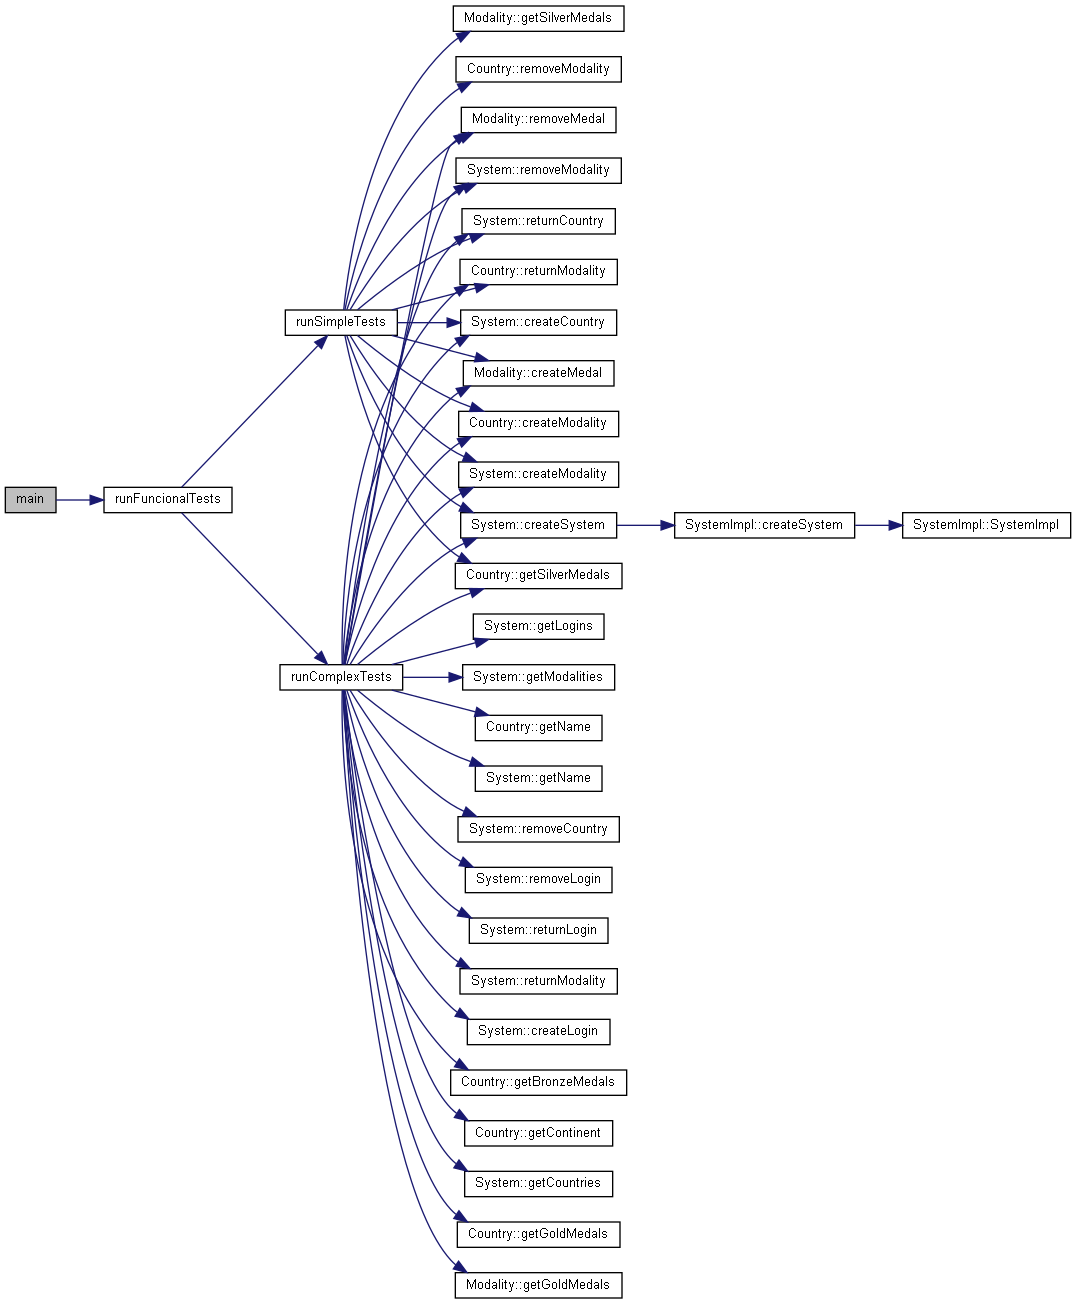 Modality::getSilverMedals
Country::removeModality
Modality::removeMedal
System::removeModality
System::returnCountry
Country::returnModality
runSimpleTests
System::createCountry
Modality::createMedal
Country::createModality
System::createModality
main
runFuncionalTests
System::createSystem
SystemImpl::createSystem
SystemImpl::SystemImpl
Country::getSilverMedals
System::getLogins
runComplexTests
System::getModalities
Country::getName
System::getName
System::removeCountry
System::removeLogin
System::returnLogin
System::returnModality
System::createLogin
Country::getBronzeMedals
Country::getContinent
System::getCountries
Country::getGoldMedals
Modality::getGoldMedals